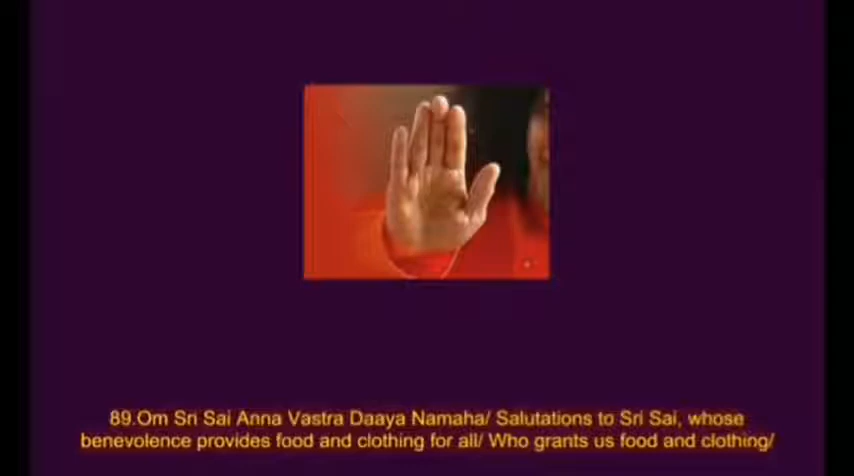 89.Om Sri Sai Anna Vastra Daaya Namaha/ Salutations to Sri Sai, whose
benevolence provides food and clothing for all/ Who grants us food and clothing/